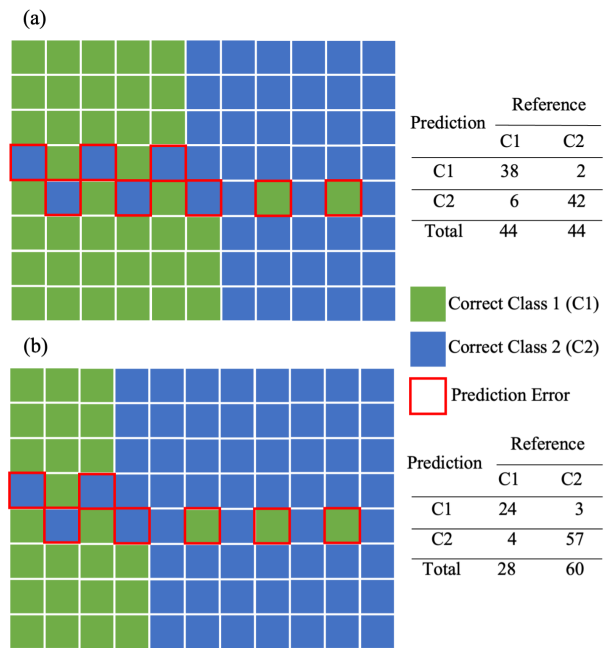 (a)
Reference
Prediction
C1 C2
C1 38 2
C2 6 42
Total 44 44
Correct Class 1 (C1)
Correct Class 2 (C2)
Prediction Error
(b)
Reference
Prediction
C1 C2
C1 24 3
C2 4 57
Total 28 60